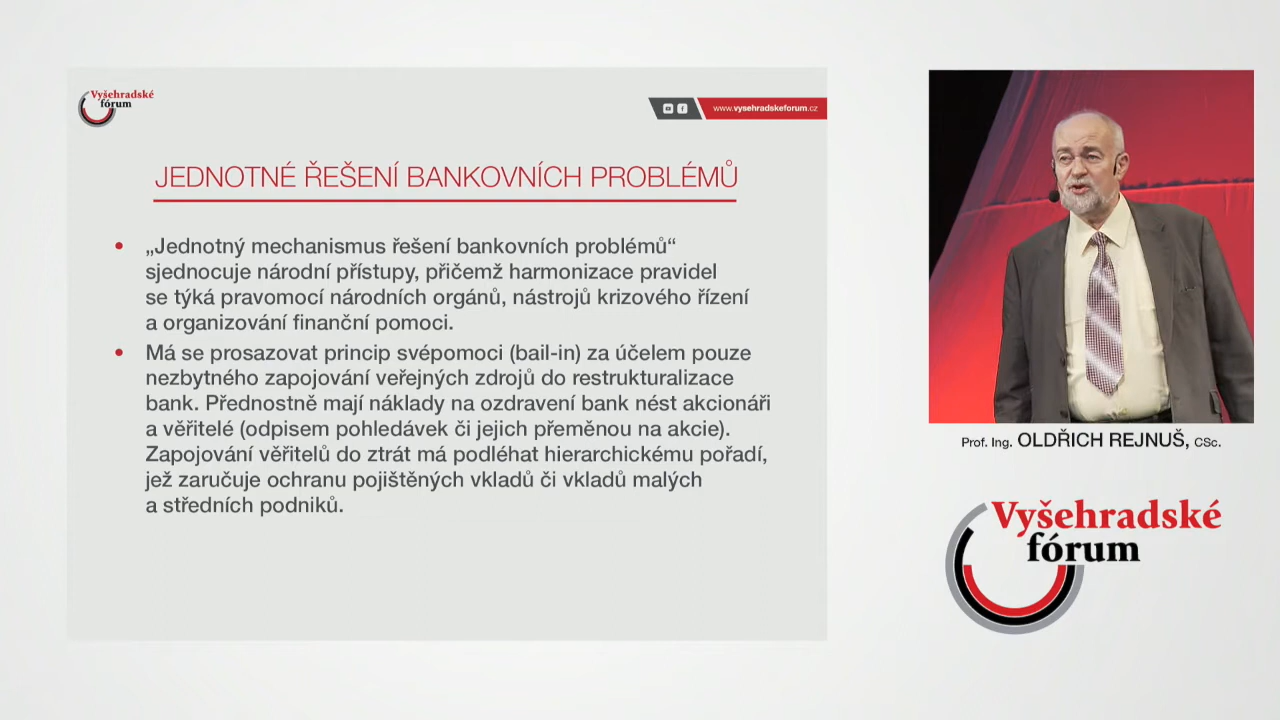 Vyšehradské
fórum
www.vysehradskeforum.cz
JEDNOTNÉ ŘEŠENÍ BANKOVNÍCH PROBLÉMŮ
• „Jednotný mechanismus řešení bankovních problémů“
sjednocuje národní přístupy, přičemž harmonizace pravidel
se týká pravomocí národních orgánů, nástrojů krizového řízení
a organizování finanční pomoci.
• Má se prosazovat princip svépomoci (bail-in) za účelem pouze
nezbytného zapojování veřejných zdrojů do restrukturalizace
bank. Přednostně mají náklady na ozdravení bank nést akcionáři
a věřitelé (odpisem pohledávek či jejich přeměnou na akcie).
Zapojování věřitelů do ztrát má podléhat hierarchickému pořadí,
jež zaručuje ochranu pojištěných vkladů či vkladů malých
a středních podniků.
Prof. Ing. OLDŘICH REJNUŠ, CSc.
Vyšehradské
fórum